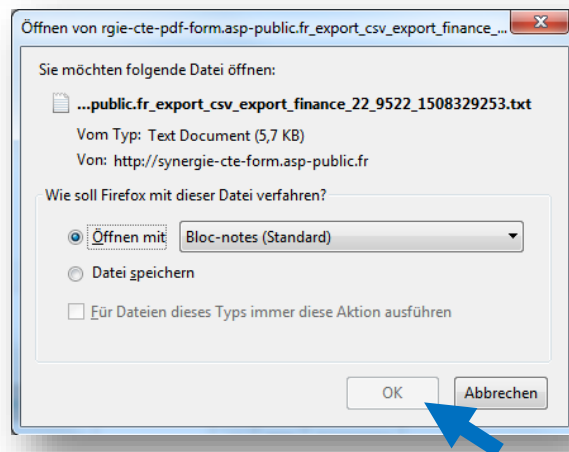 Öffnen von rgie-cte-pdf-form.asp-public.fr_export_csv_export_finance_...
Sie möchten folgende Datei öffnen:
...public.fr_export_csv_export_finance_22_9522_1508329253.txt
Vom Typ: Text Document (5,7 KB)
Von: http://synergie-cte-form.asp-public.fr
Wie soll Firefox mit dieser Datei verfahren?
Öffnen mit Bloc-notes (Standard)
Datei speichern
Für Dateien dieses Typs immer diese Aktion ausführen
OK Abbrechen